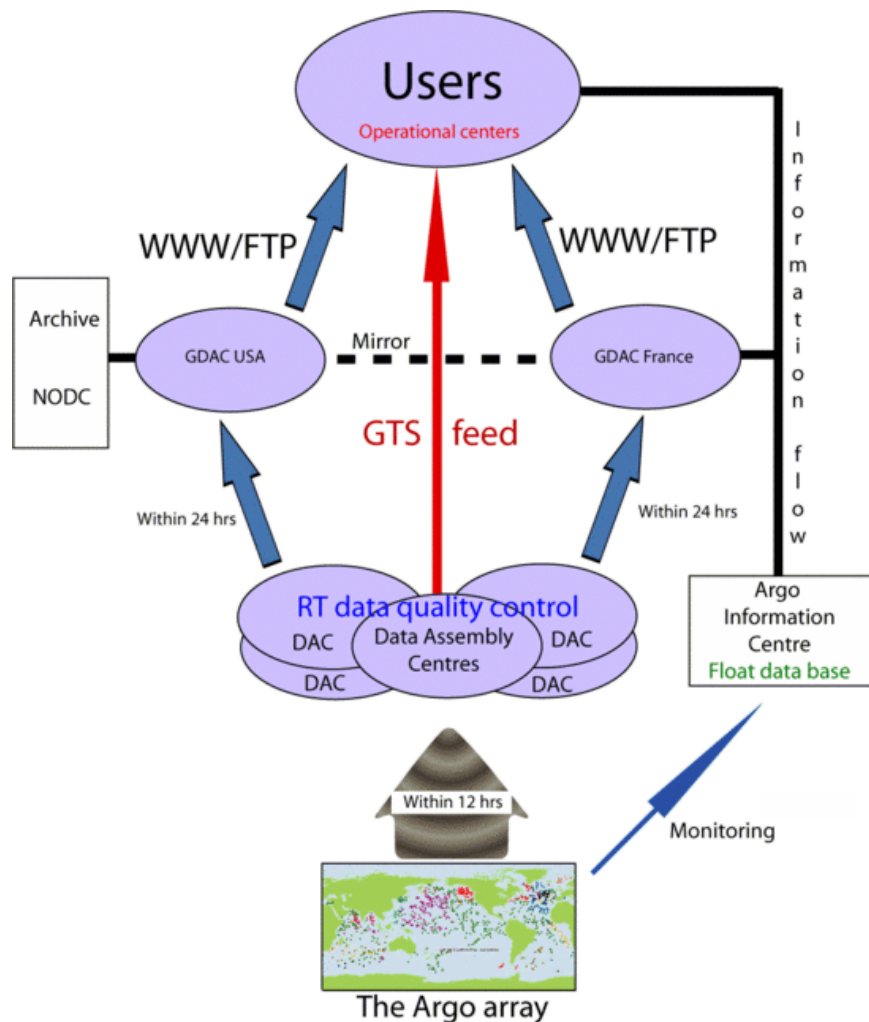 Users
Operational centers
WWW/FTP
WWW/FTP
Information flow
Archive
NODC
GDAC USA
Mirror
GDAC France
GTS feed
Within 24 hrs
Within 24 hrs
RT data quality control
DAC
Data Assembly
Centres
DAC
DAC
DAC
Argo
Information
Centre
Float data base
Within 12 hrs
Monitoring
The Argo array